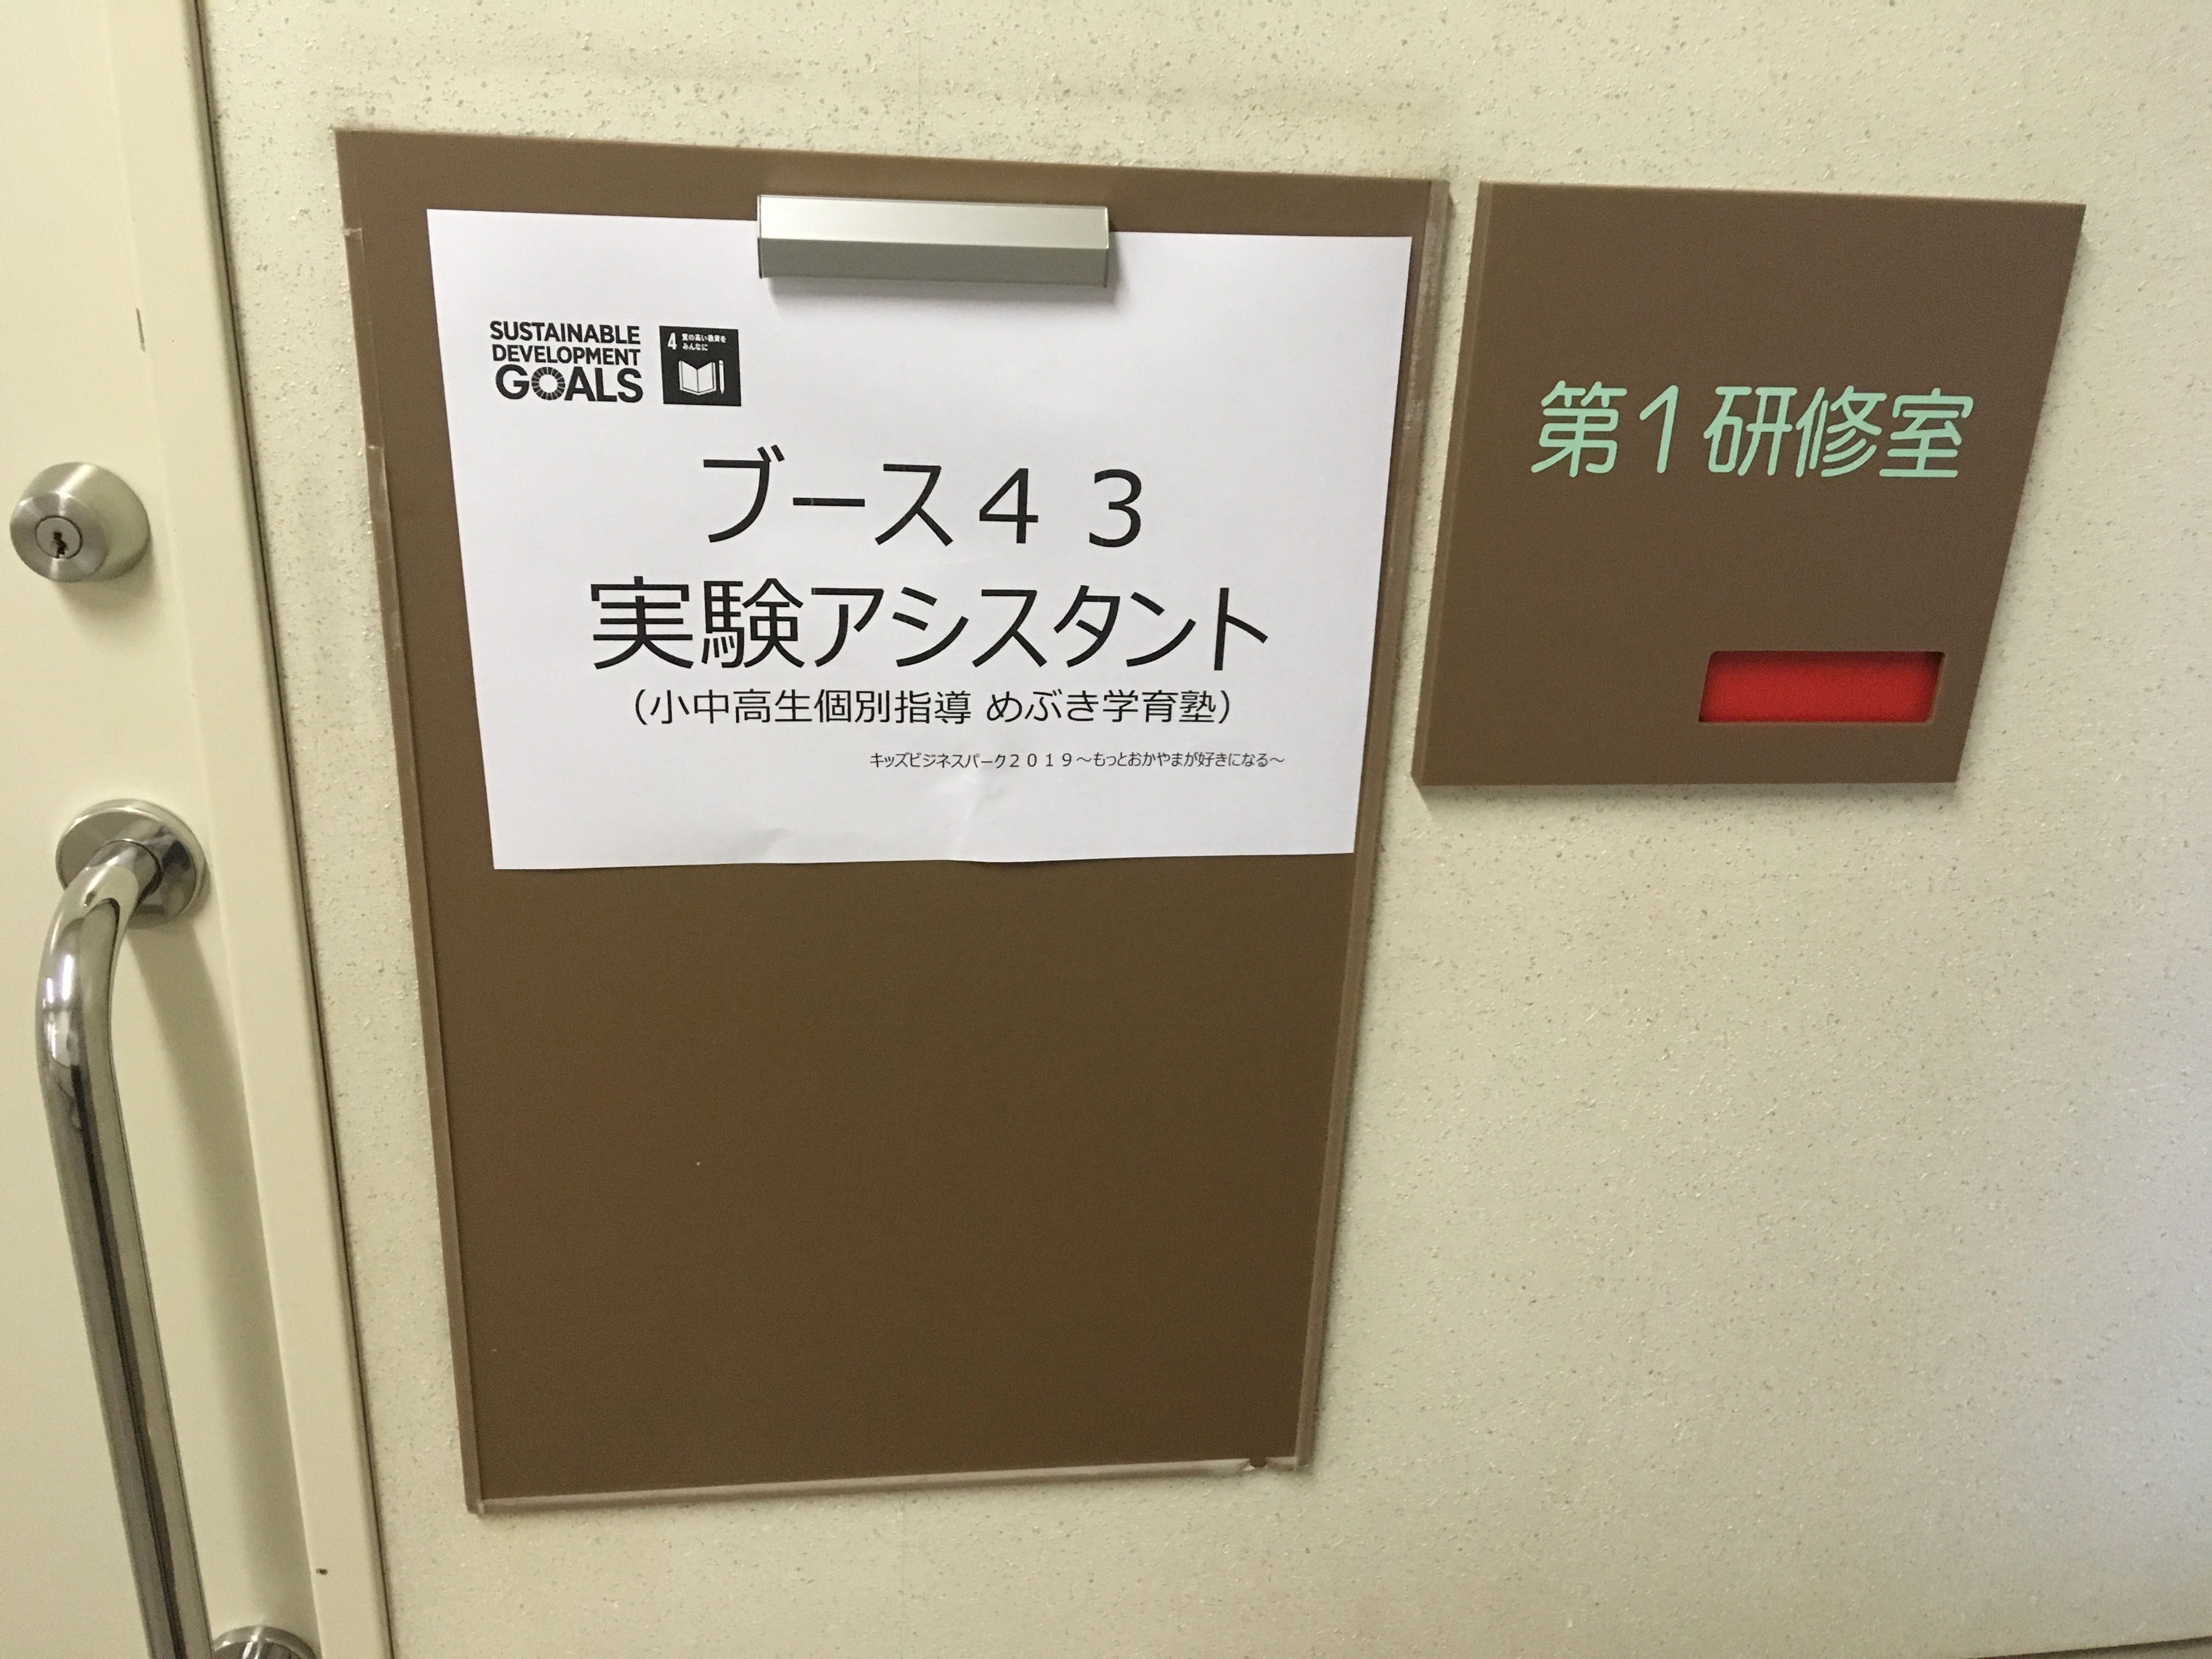 SUSTAINABLE
DEVELOPMENT
GOALS
4 質の高い教育を
みんなに
ブース４３
実験アシスタント
（小中高生個別指導 めぶき学育塾）
キッズビジネスパーク２０１９～もっとおかやまが好きになる～
第1研修室